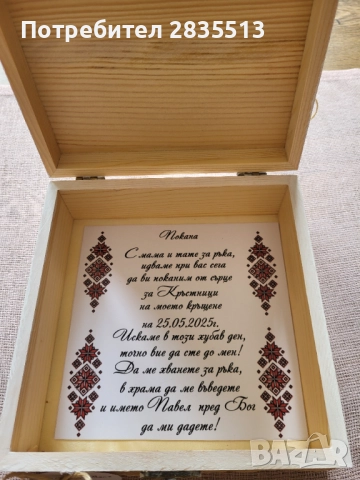 Потребител 2835513
Покана
С мама и тате за ръка,
идваме при вас сега
да ви поканим от сърце
за Кръстници
на моето кръщене
на 25.05.2025г.
Искаме в този хубав ден,
точно вие да сте до мен!
Да ме хванете за ръка,
в храма да ме въведете
и името Павел пред Бог
да ми дадете!
BAZAR